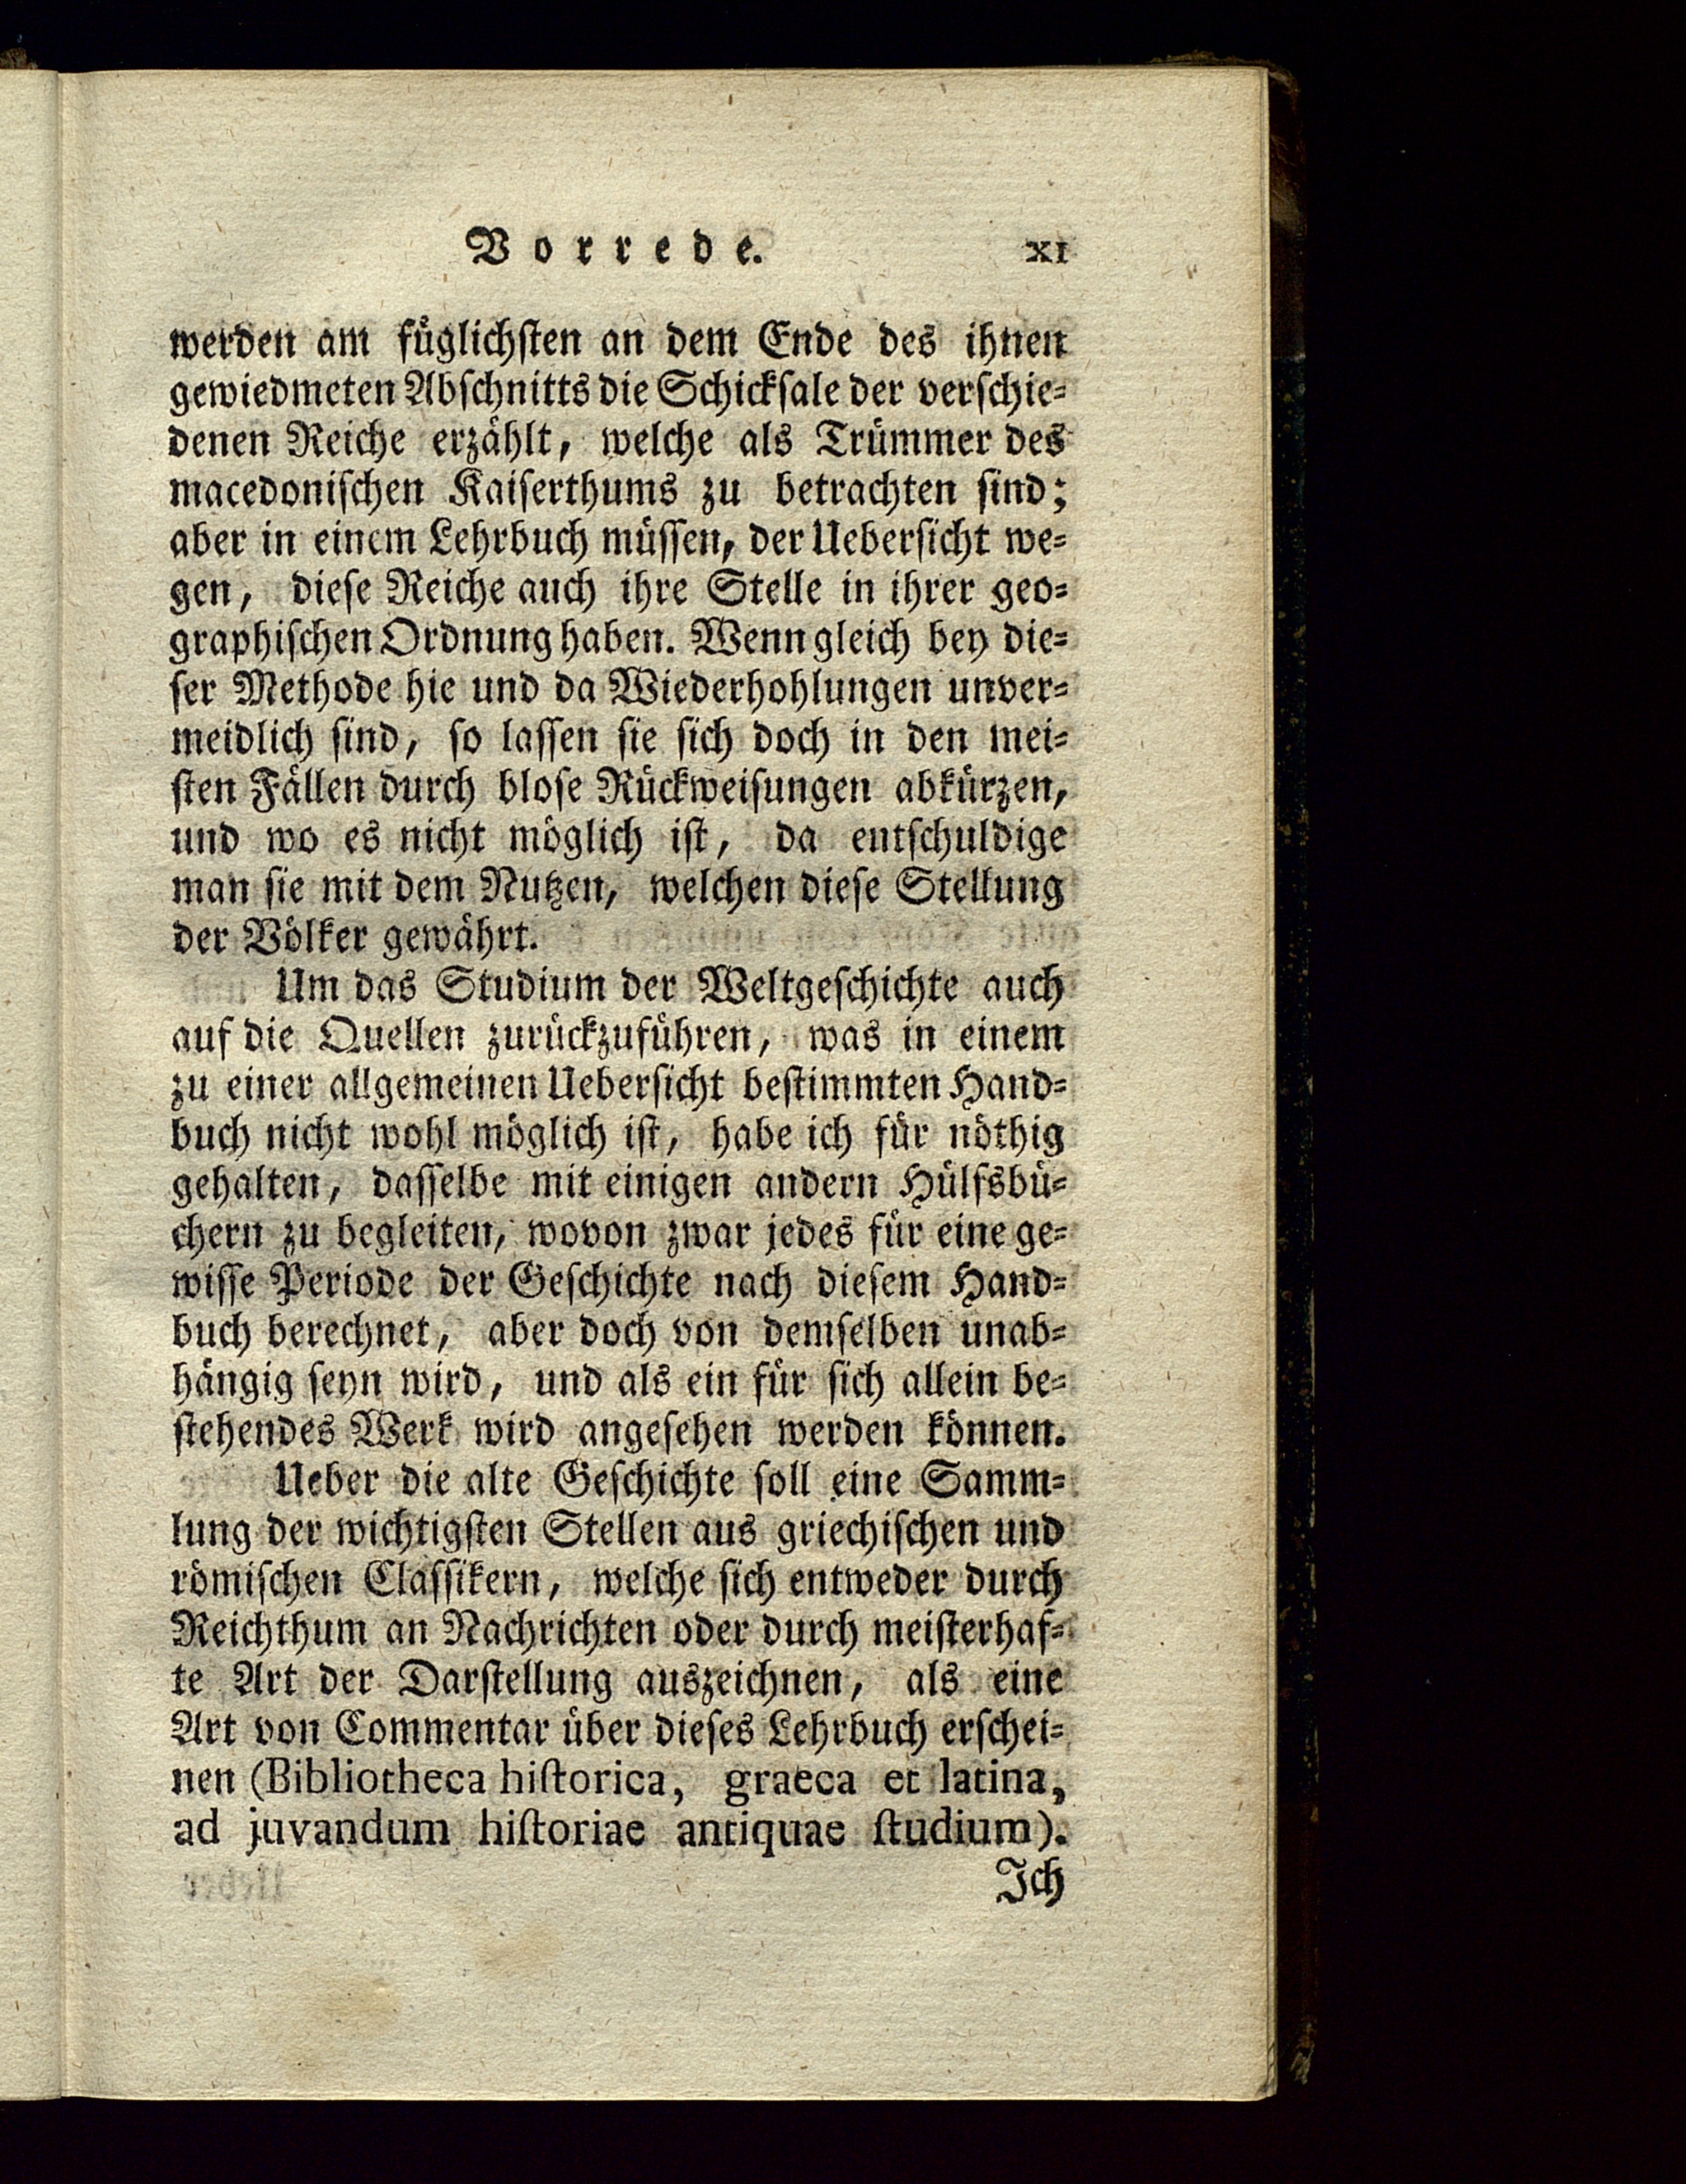 Vorrede. XI
werden am füglichsten an dem Ende des ihnen
gewiedmeten Abschnitts die Schicksale der verschie=
denen Reiche erzählt, welche als Trümmer des
macedonischen Kaiserthums zu betrachten sind;
aber in einem Lehrbuch müssen, der Uebersicht we=
gen, diese Reiche auch ihre Stelle in ihrer geo=
graphischen Ordnung haben. Wenn gleich bey die=
ser Methode hie und da Wiederhohlungen unver=
meidlich sind, so lassen sie sich doch in den mei=
sten Fällen durch blose Rückweisungen abkürzen,
und wo es nicht möglich ist, da entschuldige
man sie mit dem Nutzen, welchen diese Stellung
der Völker gewährt.
Um das Studium der Weltgeschichte auch
auf die Quellen zurückzuführen, was in einem
zu einer allgemeinen Uebersicht bestimmten Hand=
buch nicht wohl möglich ist, habe ich für nöthig
gehalten, dasselbe mit einigen andern Hülfsbü=
chern zu begleiten, wovon zwar jedes für eine ge=
wisse Periode der Geschichte nach diesem Hand=
buch berechnet, aber doch von demselben unab=
hängig seyn wird, und als ein für sich allein be=
stehendes Werk wird angesehen werden können.
Ueber die alte Geschichte soll eine Samm=
lung der wichtigsten Stellen aus griechischen und
römischen Classikern, welche sich entweder durch
Reichthum an Nachrichten oder durch meisterhaf=
te Art der Darstellung auszeichnen, als eine
Art von Commentar über dieses Lehrbuch erschei=
nen (Bibliotheca historica, graeca et latina,
ad juvandum historiae antiquae studium).
Ich